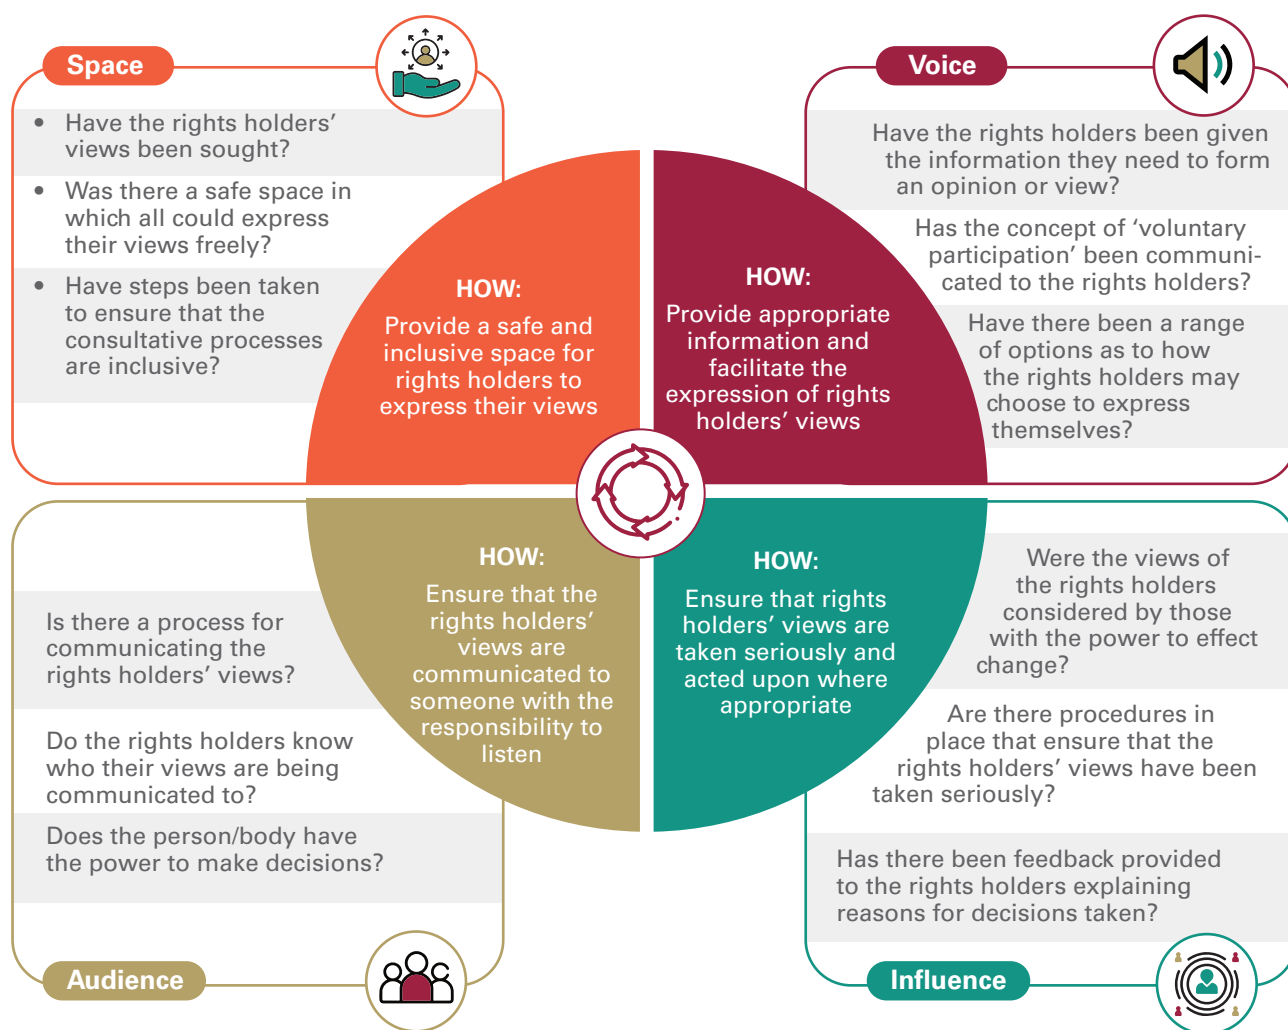 Space
• Have the rights holders’
views been sought?
• Was there a safe space in
which all could express
their views freely?
• Have steps been taken
to ensure that the
consultative processes
are inclusive?
HOW:
Provide a safe and
inclusive space for
rights holders to
express their views
Voice
Have the rights holders been given
the information they need to form
an opinion or view?
Has the concept of ‘voluntary
participation’ been communi-
cated to the rights holders?
Have there been a range
of options as to how
the rights holders may
choose to express
themselves?
HOW:
Provide appropriate
information and
facilitate the
expression of rights
holders’ views
HOW:
Ensure that the
rights holders’
views are
communicated to
someone with the
responsibility to
listen
Is there a process for
communicating the
rights holders’ views?
Do the rights holders know
who their views are being
communicated to?
Does the person/body have
the power to make decisions?
Audience
HOW:
Ensure that rights
holders’ views are
taken seriously and
acted upon where
appropriate
Were the views of
the rights holders
considered by those
with the power to effect
change?
Are there procedures in
place that ensure that the
rights holders’ views have been
taken seriously?
Has there been feedback provided
to the rights holders explaining
reasons for decisions taken?
Influence